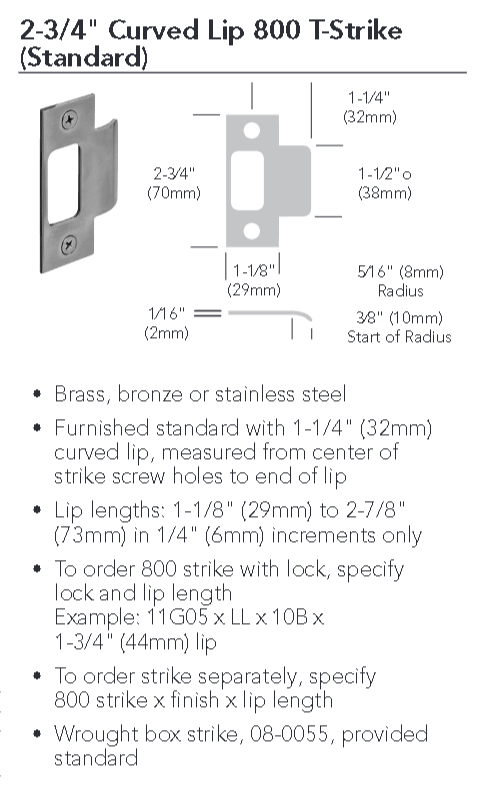 2-3/4" Curved Lip 800 T-Strike
(Standard)
1-1/4"
(32mm)
2-3/4"
(70mm)
1-1/2"o
(38mm)
1-1/8"
(29mm)
5/16" (8mm)
Radius
1/16"
(2mm)
3/8" (10mm)
Start of Radius
• Brass, bronze or stainless steel
• Furnished standard with 1-1/4" (32mm)
curved lip, measured from center of
strike screw holes to end of lip
• Lip lengths: 1-1/8" (29mm) to 2-7/8"
(73mm) in 1/4" (6mm) increments only
• To order 800 strike with lock, specify
lock and lip length
Example: 11G05 x LL x 10B x
1-3/4" (44mm) lip
• To order strike separately, specify
800 strike x finish x lip length
• Wrought box strike, 08-0055, provided
standard